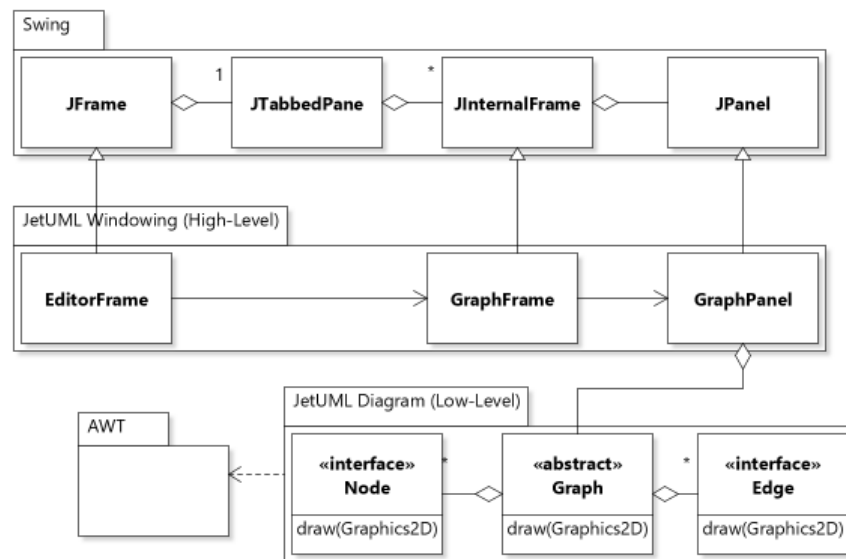 Swing
JFrame
1
JTabbedPane
*
JInternalFrame
JPanel
JetUML Windowing (High-Level)
EditorFrame
GraphFrame
GraphPanel
AWT
JetUML Diagram (Low-Level)
«interface»
Node
draw(Graphics2D)
*
«abstract»
Graph
draw(Graphics2D)
*
«interface»
Edge
draw(Graphics2D)